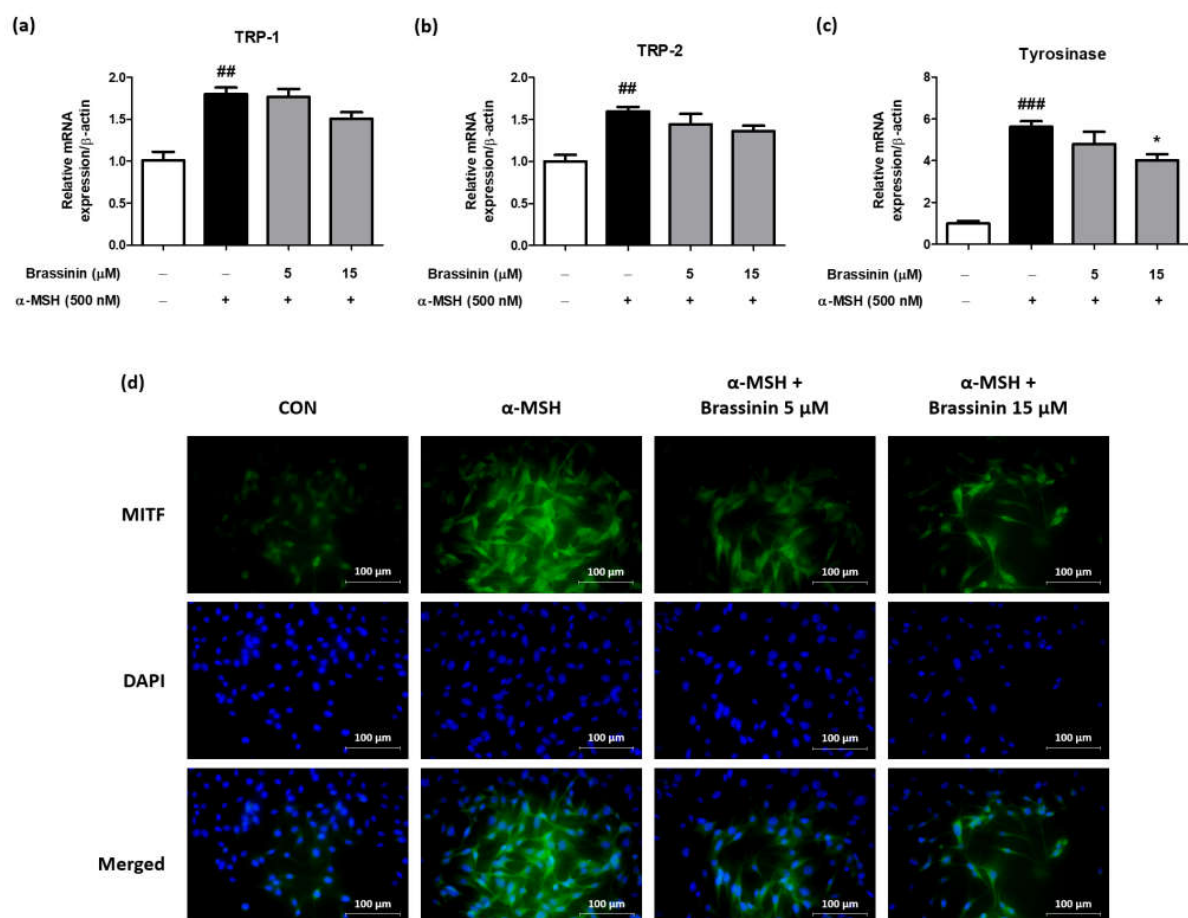 (a)
TRP-1
##
Relative mRNA
expression/β-actin
2.0
1.5
1.0
0.5
0.0
Brassinin (μM) – – 5 15
α-MSH (500 nM) – + + +
(b)
TRP-2
##
Relative mRNA
expression/β-actin
2.0
1.5
1.0
0.5
0.0
Brassinin (μM) – – 5 15
α-MSH (500 nM) – + + +
(c)
Tyrosinase
###
*
Relative mRNA
expression/β-actin
8
6
4
2
0
Brassinin (μM) – – 5 15
α-MSH (500 nM) – + + +
(d)
CON
α-MSH
α-MSH +
Brassinin 5 μM
α-MSH +
Brassinin 15 μM
MITF
100 μm 100 μm 100 μm 100 μm
DAPI
100 μm 100 μm 100 μm 100 μm
Merged
100 μm 100 μm 100 μm 100 μm